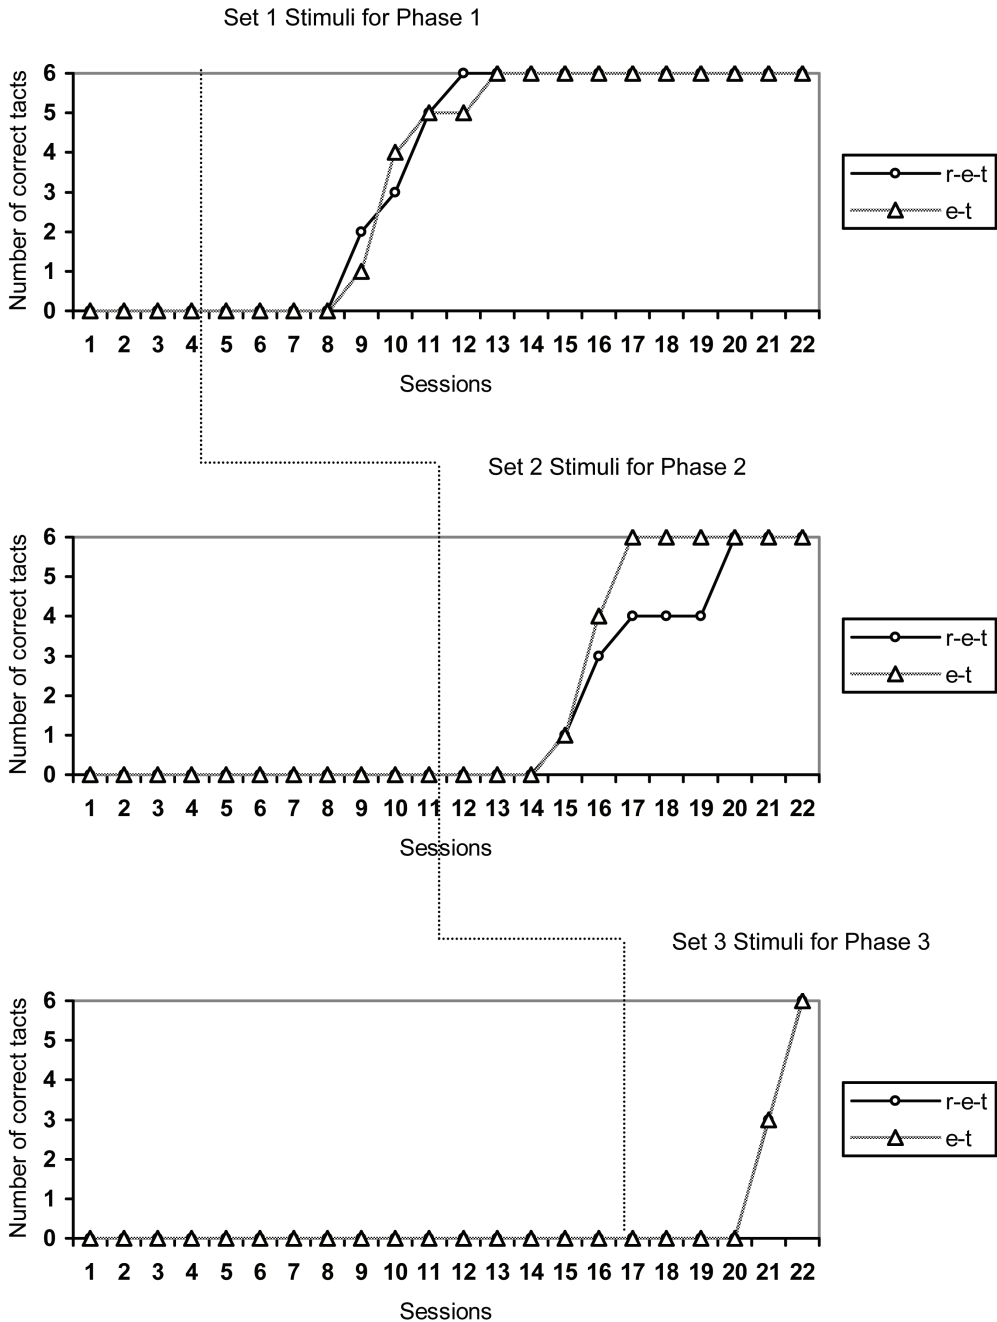 Set 1 Stimuli for Phase 1
Number of correct tacts
6
5
4
3
2
1
0
1 2 3 4 5 6 7 8 9 10 11 12 13 14 15 16 17 18 19 20 21 22
Sessions
r-e-t
e-t
Set 2 Stimuli for Phase 2
Number of correct tacts
6
5
4
3
2
1
0
1 2 3 4 5 6 7 8 9 10 11 12 13 14 15 16 17 18 19 20 21 22
Sessions
r-e-t
e-t
Set 3 Stimuli for Phase 3
Number of correct tacts
6
5
4
3
2
1
0
1 2 3 4 5 6 7 8 9 10 11 12 13 14 15 16 17 18 19 20 21 22
Sessions
r-e-t
e-t